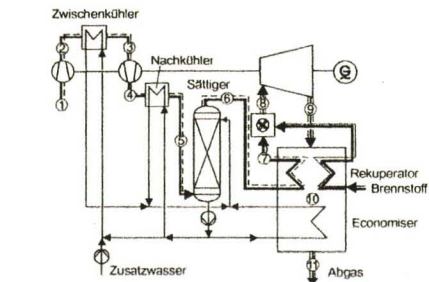 Zwischenkühler
2
3
Nachkühler
G
1
4
Sättiger
6
8
9
5
7
Rekuperator
Brennstoff
10
Economiser
Zusatzwasser
11
Abgas